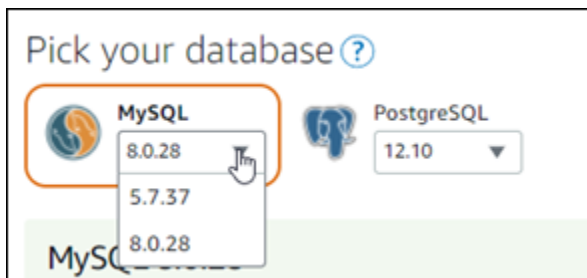 Pick your database ?
MySQL
8.0.28
5.7.37
8.0.28
PostgreSQL
12.10